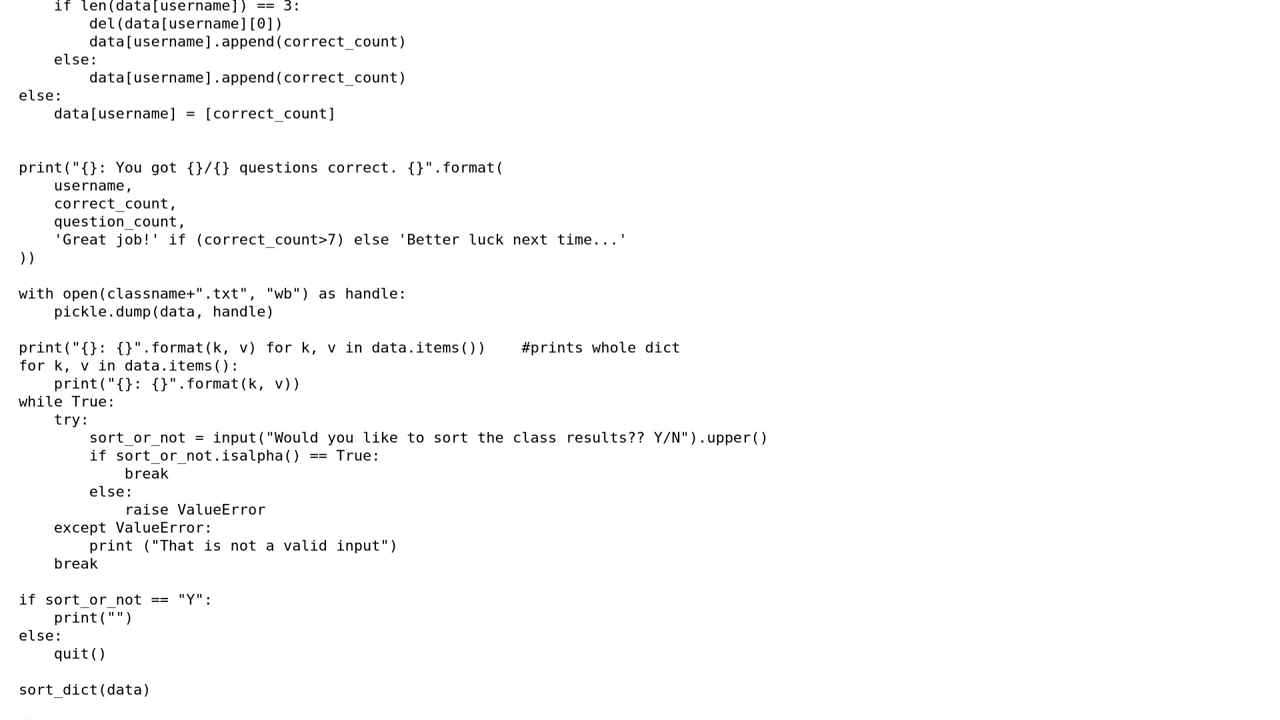 if len(data[username]) == 3:
        del(data[username][0])
        data[username].append(correct_count)
    else:
        data[username].append(correct_count)
else:
    data[username] = [correct_count]


print("{}: You got {}/{} questions correct. {}".format(
    username,
    correct_count,
    question_count,
    'Great job!' if (correct_count>7) else 'Better luck next time...'
))

with open(classname+".txt", "wb") as handle:
    pickle.dump(data, handle)

print("{}: {}".format(k, v) for k, v in data.items())    #prints whole dict
for k, v in data.items():
    print("{}: {}".format(k, v))
while True:
    try:
        sort_or_not = input("Would you like to sort the class results?? Y/N").upper()
        if sort_or_not.isalpha() == True:
            break
        else:
            raise ValueError
    except ValueError:
        print ("That is not a valid input")
    break

if sort_or_not == "Y":
    print("")
else:
    quit()

sort_dict(data)